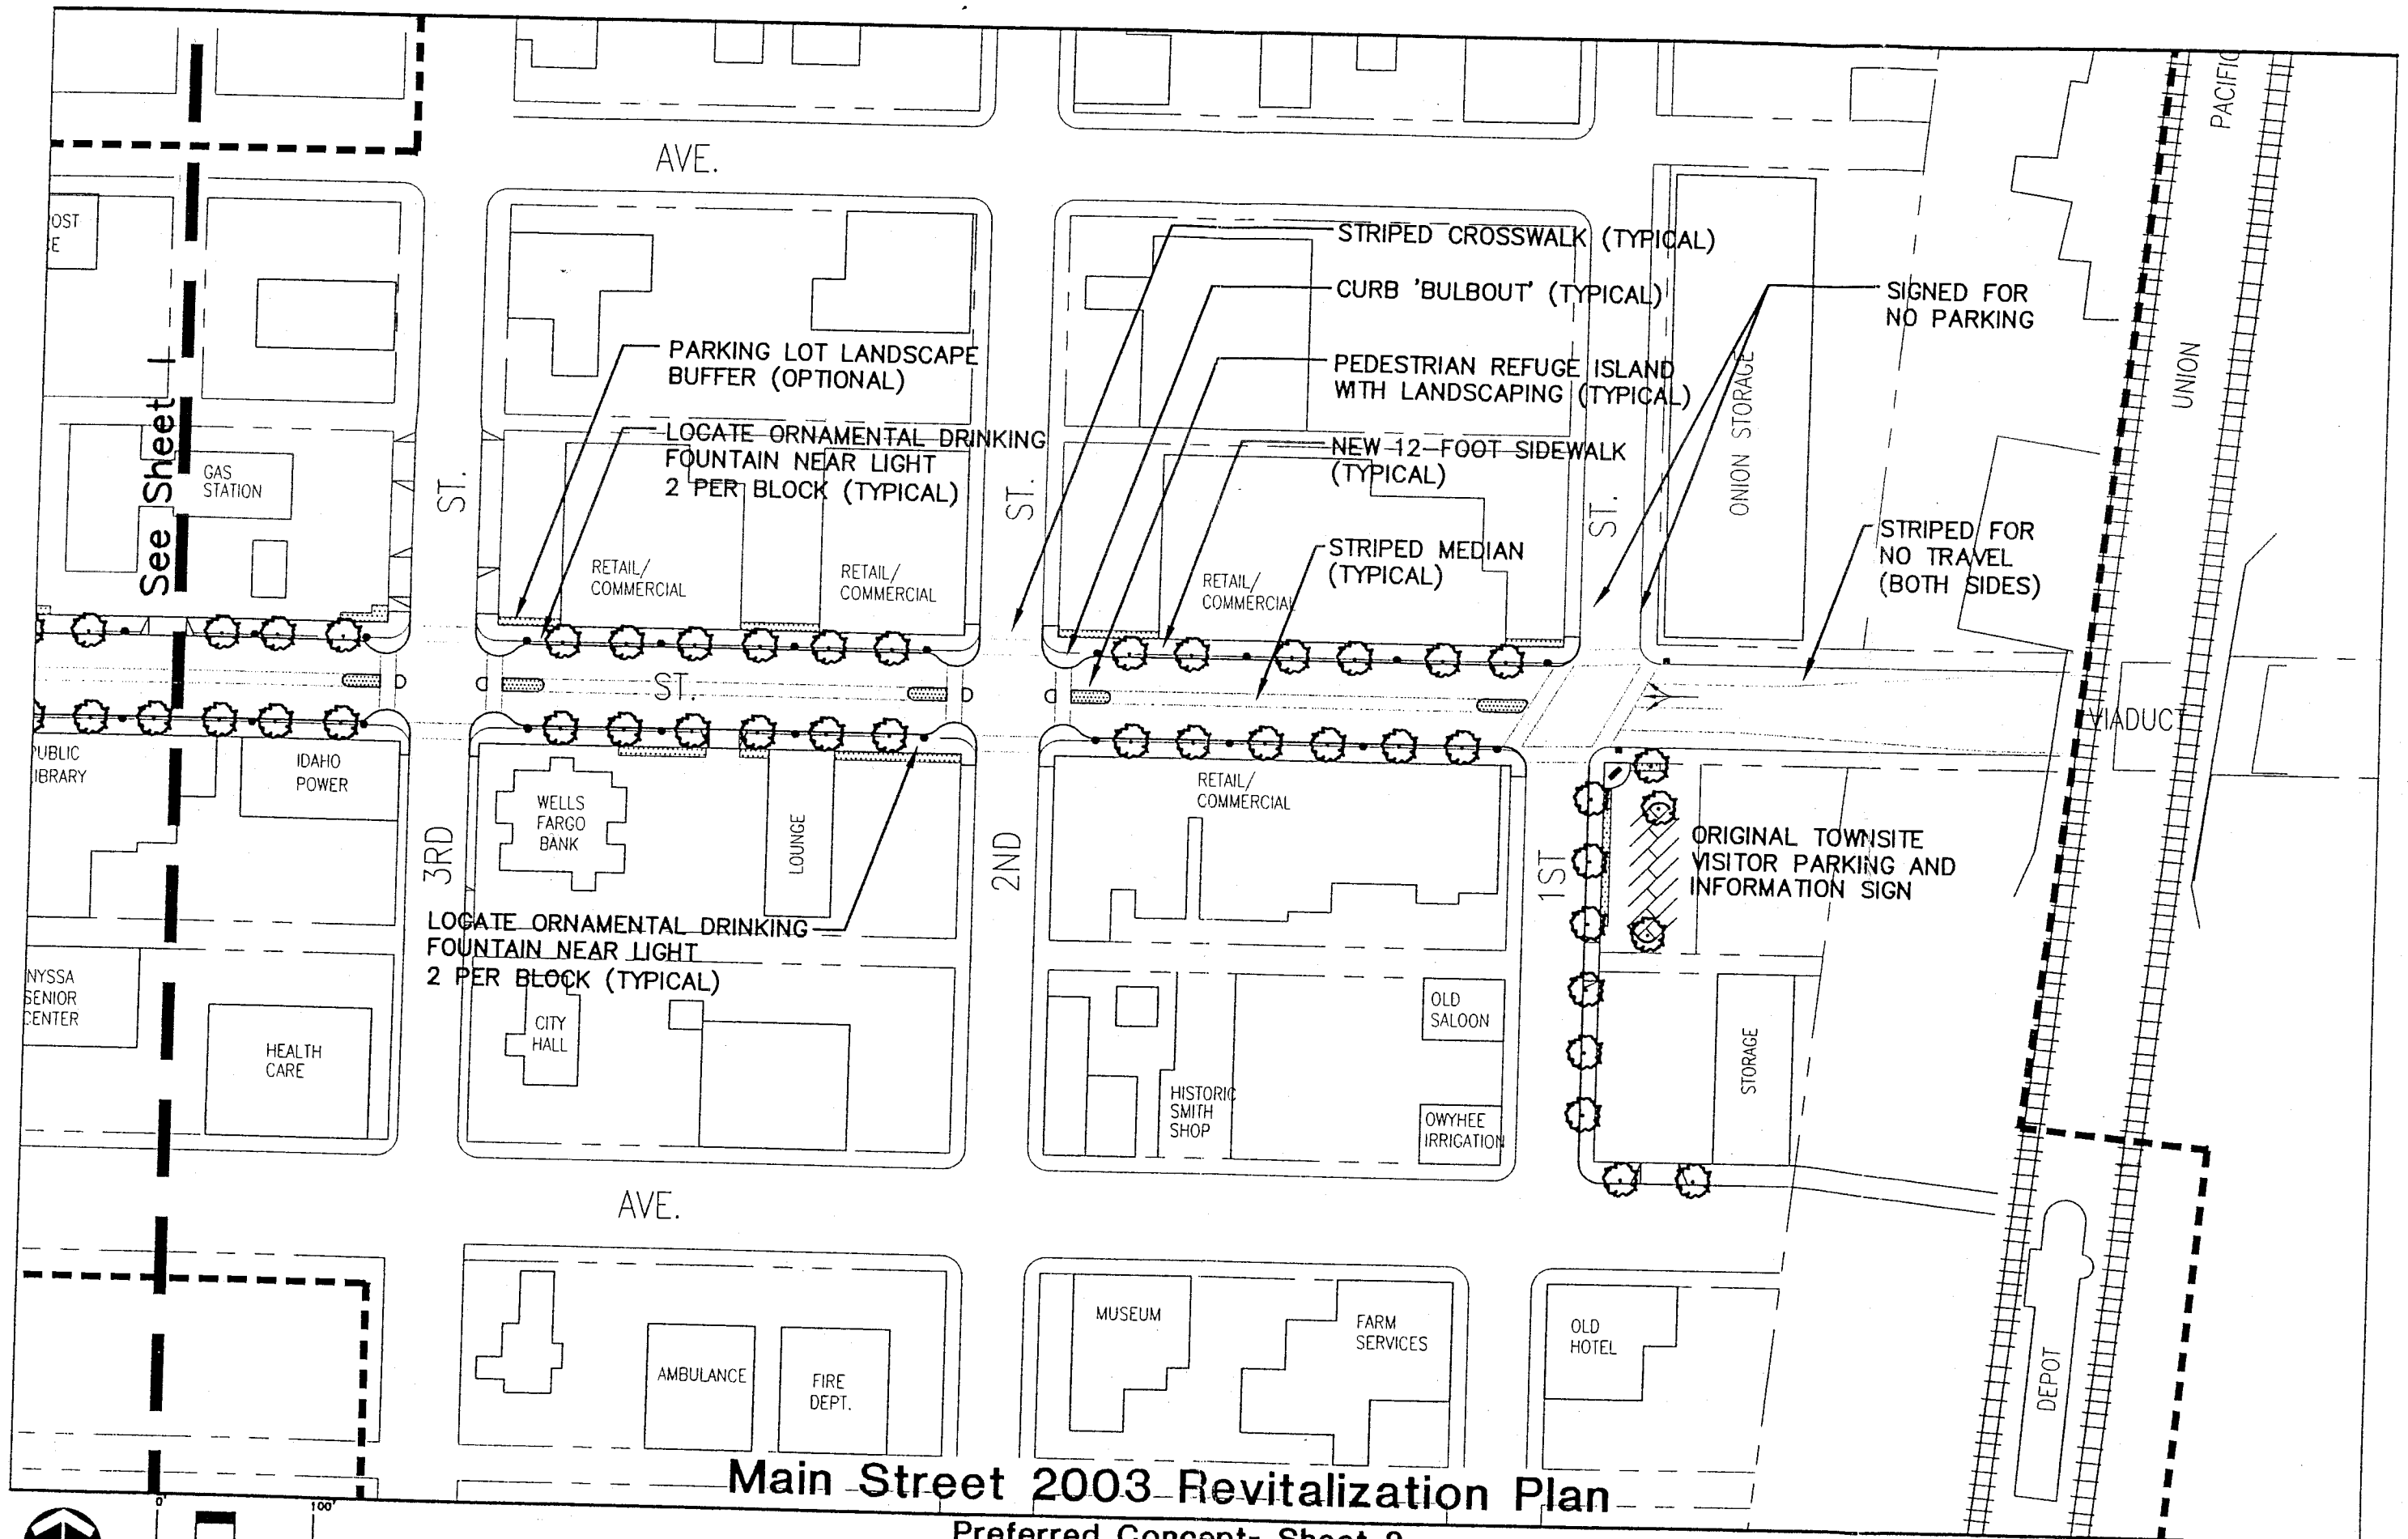 PACIFIC
UNION
AVE.
OST
E
STRIPED CROSSWALK (TYPICAL)
CURB 'BULBOUT' (TYPICAL)
SIGNED FOR
NO PARKING
PARKING LOT LANDSCAPE
BUFFER (OPTIONAL)
PEDESTRIAN REFUGE ISLAND
WITH LANDSCAPING (TYPICAL)
ONION STORAGE
See Sheet 1
GAS
STATION
LOCATE ORNAMENTAL DRINKING
FOUNTAIN NEAR LIGHT
2 PER BLOCK (TYPICAL)
NEW 12-FOOT SIDEWALK
(TYPICAL)
ST.
ST.
ST.
STRIPED FOR
NO TRAVEL
(BOTH SIDES)
STRIPED MEDIAN
(TYPICAL)
RETAIL/
COMMERCIAL
RETAIL/
COMMERCIAL
RETAIL/
COMMERCIAL
ST.
VIADUCT
PUBLIC
IBRARY
IDAHO
POWER
WELLS
FARGO
BANK
LOUNGE
RETAIL/
COMMERCIAL
3RD
2ND
1ST
ORIGINAL TOWNSITE
VISITOR PARKING AND
INFORMATION SIGN
LOCATE ORNAMENTAL DRINKING
FOUNTAIN NEAR LIGHT
2 PER BLOCK (TYPICAL)
NYSSA
SENIOR
CENTER
HEALTH
CARE
CITY
HALL
OLD
SALOON
HISTORIC
SMITH
SHOP
OWYHEE
IRRIGATION
STORAGE
AVE.
MUSEUM
FARM
SERVICES
OLD
HOTEL
AMBULANCE
FIRE
DEPT.
DEPOT
Main Street 2003 Revitalization Plan
0'
100'
Preferred Concept- Sheet 2